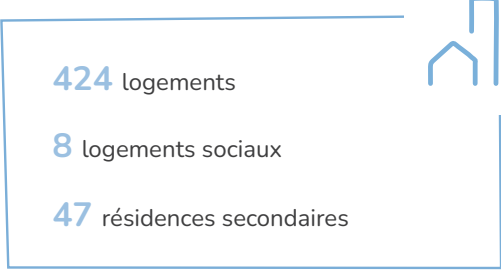 424 logements
8 logements sociaux
47 résidences secondaires